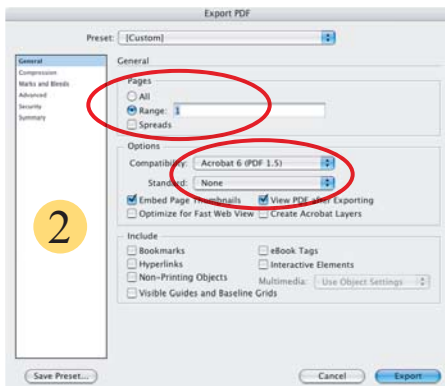 Export PDF
Preset: [Custom]
General
Compression
Marks and Bleeds
Advanced
Security
Summary
General
Pages
All
Range: 1
Spreads
Options
Compatibility: Acrobat 6 (PDF 1.5)
Standard: None
Embed Page Thumbnails View PDF after Exporting
Optimize for Fast Web View Create Acrobat Layers
2
Include
Bookmarks eBook Tags
Hyperlinks Interactive Elements
Non-Printing Objects Multimedia: Use Object Settings
Visible Guides and Baseline Grids
Save Preset... Cancel Export